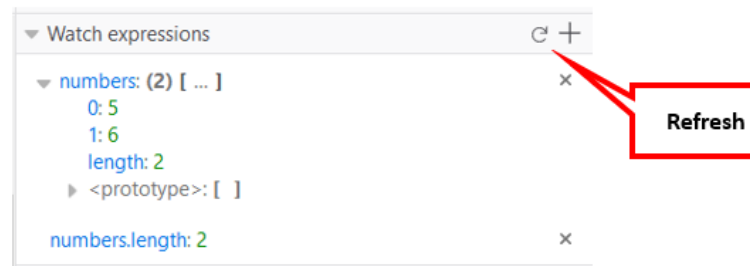 Watch expressions
numbers: (2) [ ... ]
0: 5
1: 6
length: 2
<prototype>: [ ]
numbers.length: 2
Refresh